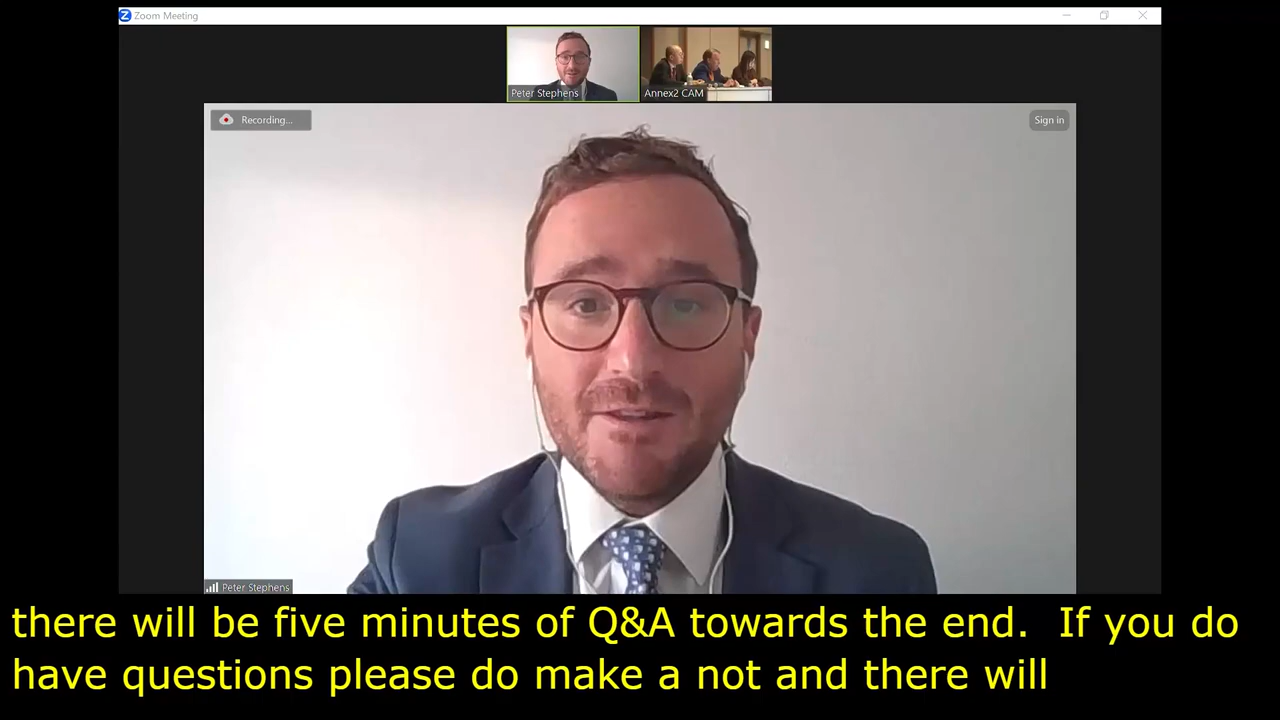 Zoom Meeting
Peter Stephens
Annex2 CAM
Recording...
Sign in
Peter Stephens
there will be five minutes of Q&A towards the end.  If you do
have questions please do make a not and there will